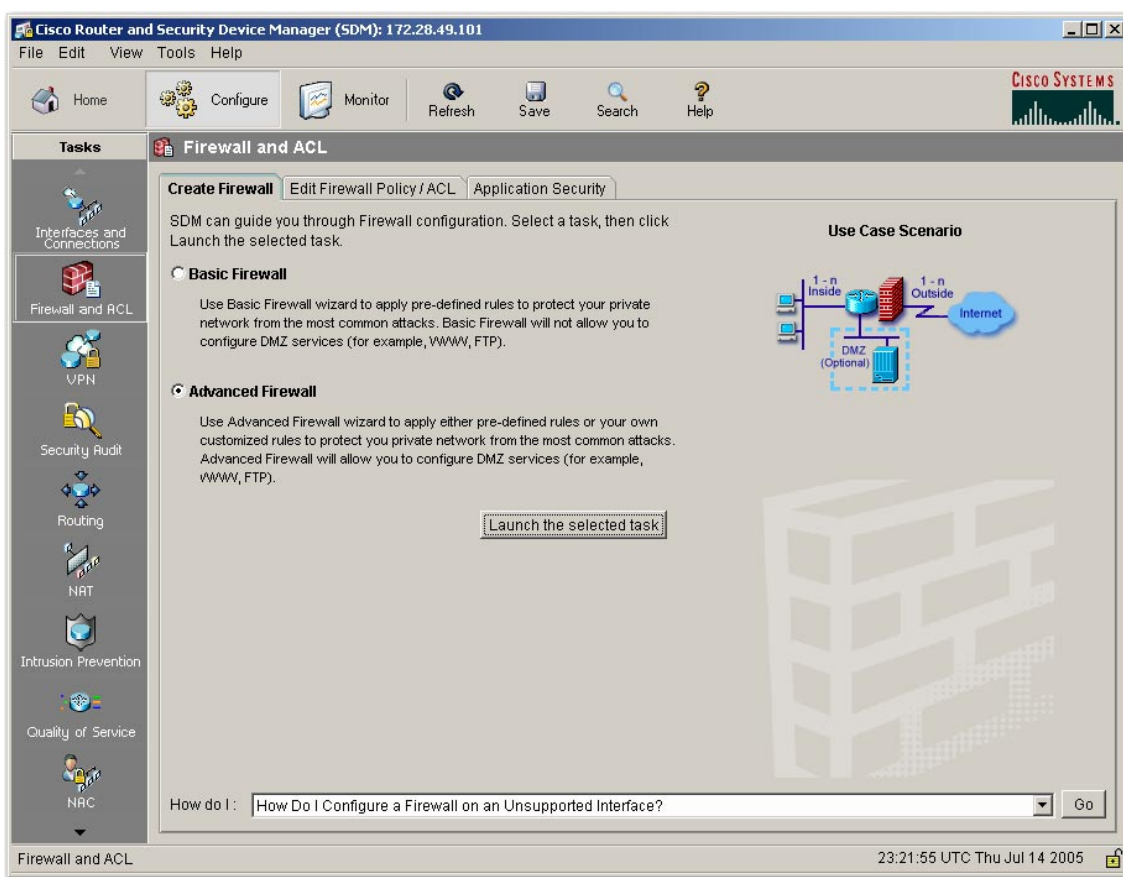 Cisco Router and Security Device Manager (SDM): 172.28.49.101
File Edit View Tools Help
Home
Configure
Monitor
Refresh
Save
Search
Help
CISCO SYSTEMS
Tasks
Firewall and ACL
Interfaces and
Connections
Firewall and ACL
VPN
Security Audit
Routing
NAT
Intrusion Prevention
Quality of Service
NAC
Create Firewall
Edit Firewall Policy / ACL
Application Security
SDM can guide you through Firewall configuration. Select a task, then click
Launch the selected task.
Basic Firewall
Use Basic Firewall wizard to apply pre-defined rules to protect your private
network from the most common attacks. Basic Firewall will not allow you to
configure DMZ services (for example, WWW, FTP).
Advanced Firewall
Use Advanced Firewall wizard to apply either pre-defined rules or your own
customized rules to protect you private network from the most common attacks.
Advanced Firewall will allow you to configure DMZ services (for example,
WWW, FTP).
Launch the selected task
Use Case Scenario
1 - n
Inside
1 - n
Outside
Internet
DMZ
(Optional)
How do I :
How Do I Configure a Firewall on an Unsupported Interface?
Go
Firewall and ACL
23:21:55 UTC Thu Jul 14 2005